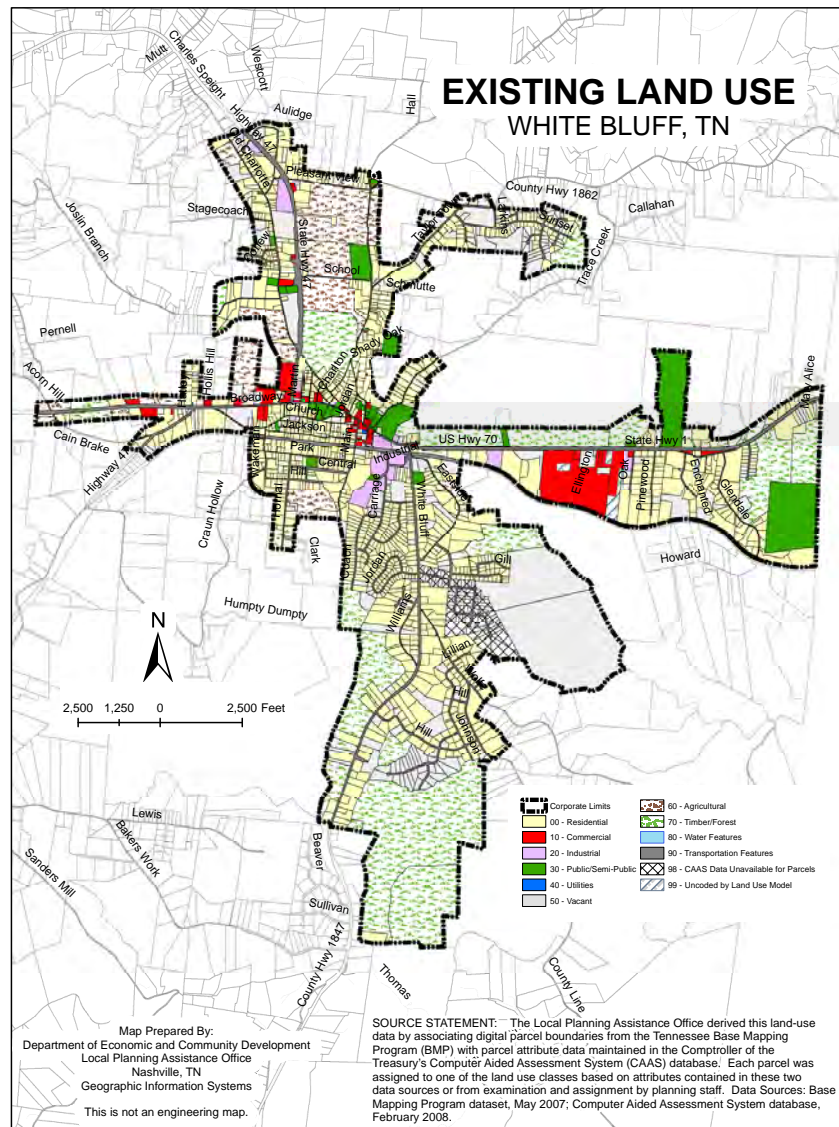 EXISTING LAND USE
WHITE BLUFF, TN
Mutt
Charles Speight
Westcott
Aulidge
Hall
Highway 47
Old Charlotte
Pleasant View
County Hwy 1862
Callahan
Larkins
Sunset
Stagecoach
Joslin Branch
State Hwy 47
School
Schmutte
Trace Creek
Pernell
Shady Oak
Charlton
Acorn Hill
Hollis Hill
Martin
Jordan
Mary Alice
Broadway
Church
Jackson
Main
US Hwy 70
State Hwy 1
Cain Brake
Highway 47
Park
Industrial
Central
Hill
Carriage
White Bluff
Eastside
Ellington
Oak
Pinewood
Enchanted
Glendale
Craun Hollow
Clark
Jordan
Gill
Howard
Humpty Dumpty
Williams
Lillian
Hill
Hill
Johnson
N
2,500 1,250 0 2,500 Feet
Corporate Limits
00 - Residential
10 - Commercial
20 - Industrial
30 - Public/Semi-Public
40 - Utilities
50 - Vacant
60 - Agricultural
70 - Timber/Forest
80 - Water Features
90 - Transportation Features
98 - CAAS Data Unavailable for Parcels
99 - Uncoded by Land Use Model
Lewis
Bakers Work
Sanders Mill
Beaver
Sullivan
County Hwy 1847
Thomas
County Line
Map Prepared By:
Department of Economic and Community Development
Local Planning Assistance Office
Nashville, TN
Geographic Information Systems
This is not an engineering map.
SOURCE STATEMENT: The Local Planning Assistance Office derived this land-use
data by associating digital parcel boundaries from the Tennessee Base Mapping
Program (BMP) with parcel attribute data maintained in the Comptroller of the
Treasury's Computer Aided Assessment System (CAAS) database. Each parcel was
assigned to one of the land use classes based on attributes contained in these two
data sources or from examination and assignment by planning staff. Data Sources: Base
Mapping Program dataset, May 2007; Computer Aided Assessment System database,
February 2008.